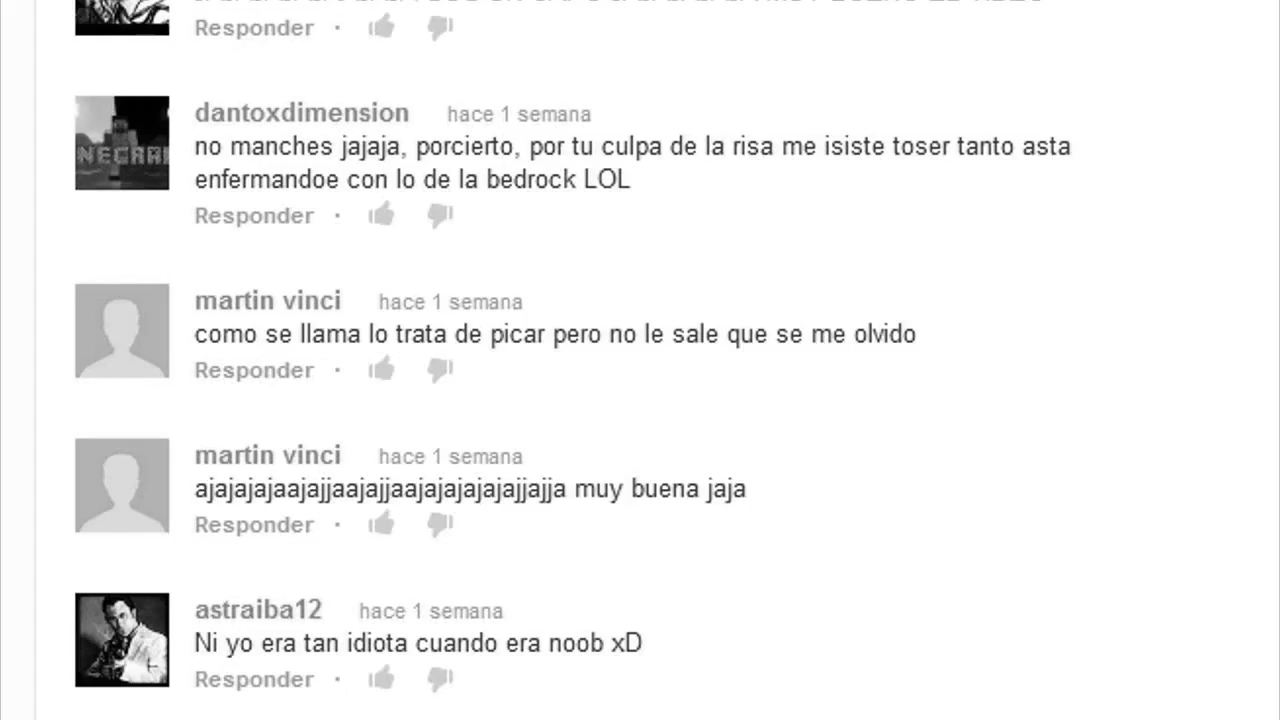 Responder ·
dantoxdimension hace 1 semana
no manches jajaja, porcierto, por tu culpa de la risa me isiste toser tanto asta
enfermandoe con lo de la bedrock LOL
Responder ·
martin vinci hace 1 semana
como se llama lo trata de picar pero no le sale que se me olvido
Responder ·
martin vinci hace 1 semana
ajajajajaajajjaajajjaajajajajajajjajja muy buena jaja
Responder ·
astraiba12 hace 1 semana
Ni yo era tan idiota cuando era noob xD
Responder ·